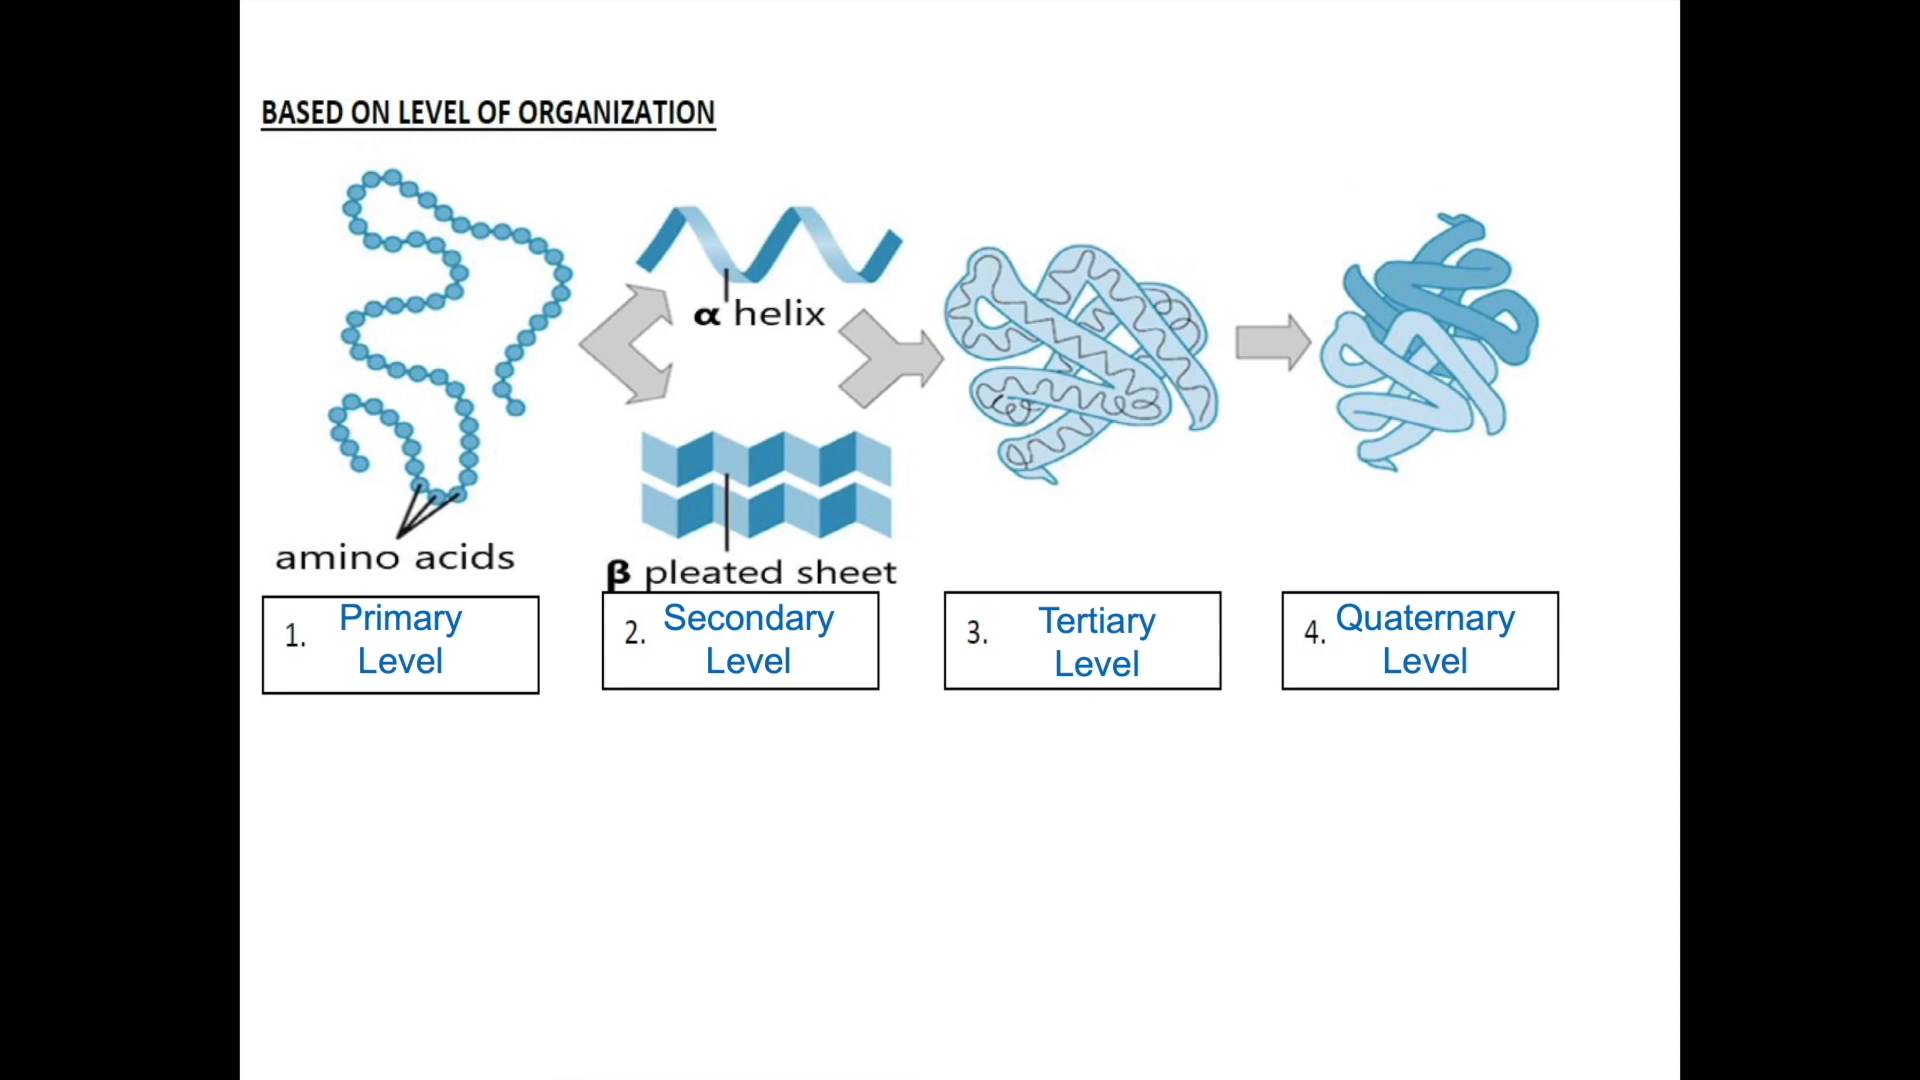 BASED ON LEVEL OF ORGANIZATION
α helix
amino acids
β pleated sheet
1. Primary
Level
2. Secondary
Level
3. Tertiary
Level
4. Quaternary
Level